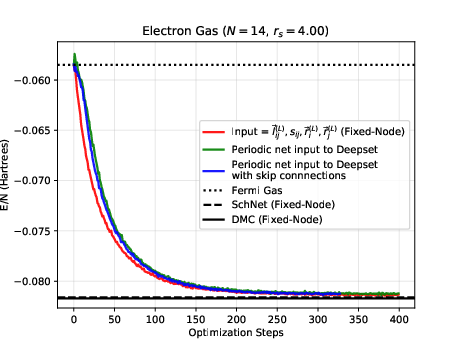 Electron Gas (N = 14, r_s = 4.00)
E/N (Hartrees)
−0.060
−0.065
−0.070
−0.075
−0.080
Input = r̃_ij^(L), s_ij, r⃗_i^(L), r⃗_j^(L) (Fixed-Node)
Periodic net input to Deepset
Periodic net input to Deepset
with skip connnections
Fermi Gas
SchNet (Fixed-Node)
DMC (Fixed-Node)
0 50 100 150 200 250 300 350 400
Optimization Steps